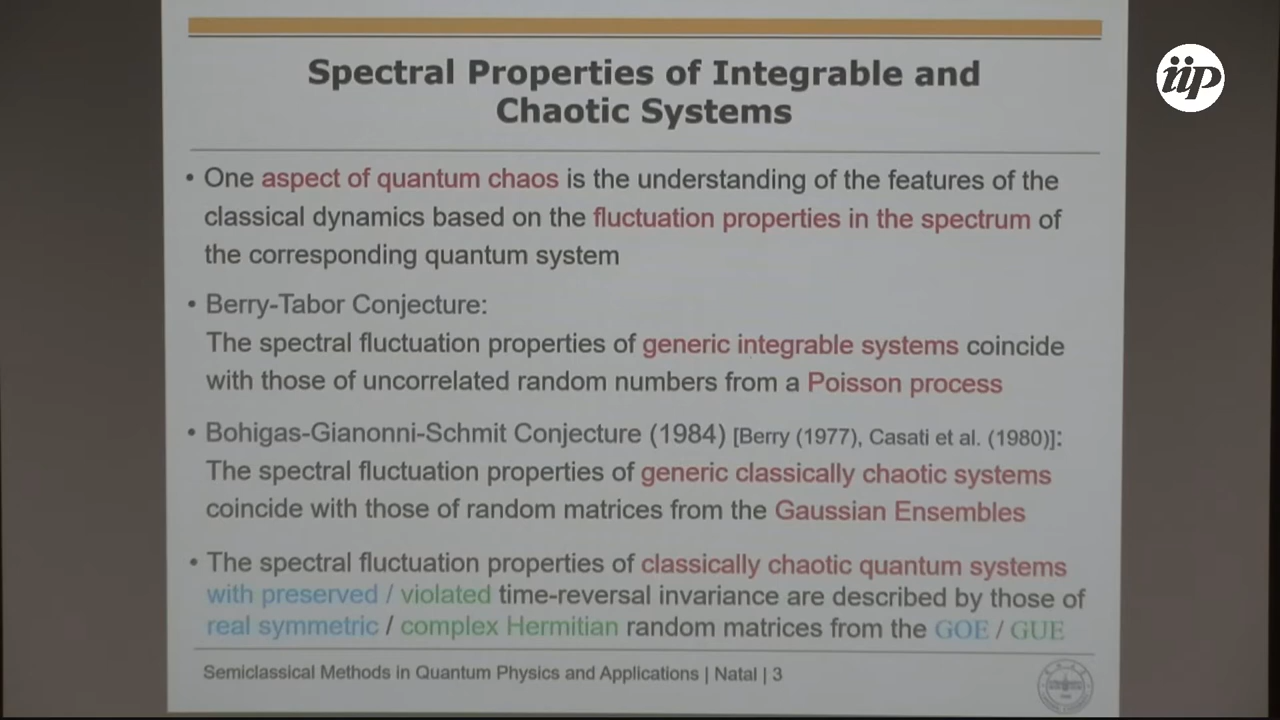 iip
Spectral Properties of Integrable and
Chaotic Systems
• One aspect of quantum chaos is the understanding of the features of the
classical dynamics based on the fluctuation properties in the spectrum of
the corresponding quantum system
• Berry-Tabor Conjecture:
The spectral fluctuation properties of generic integrable systems coincide
with those of uncorrelated random numbers from a Poisson process
• Bohigas-Gianonni-Schmit Conjecture (1984) [Berry (1977), Casati et al. (1980)]:
The spectral fluctuation properties of generic classically chaotic systems
coincide with those of random matrices from the Gaussian Ensembles
• The spectral fluctuation properties of classically chaotic quantum systems
with preserved / violated time-reversal invariance are described by those of
real symmetric / complex Hermitian random matrices from the GOE / GUE
Semiclassical Methods in Quantum Physics and Applications | Natal | 3